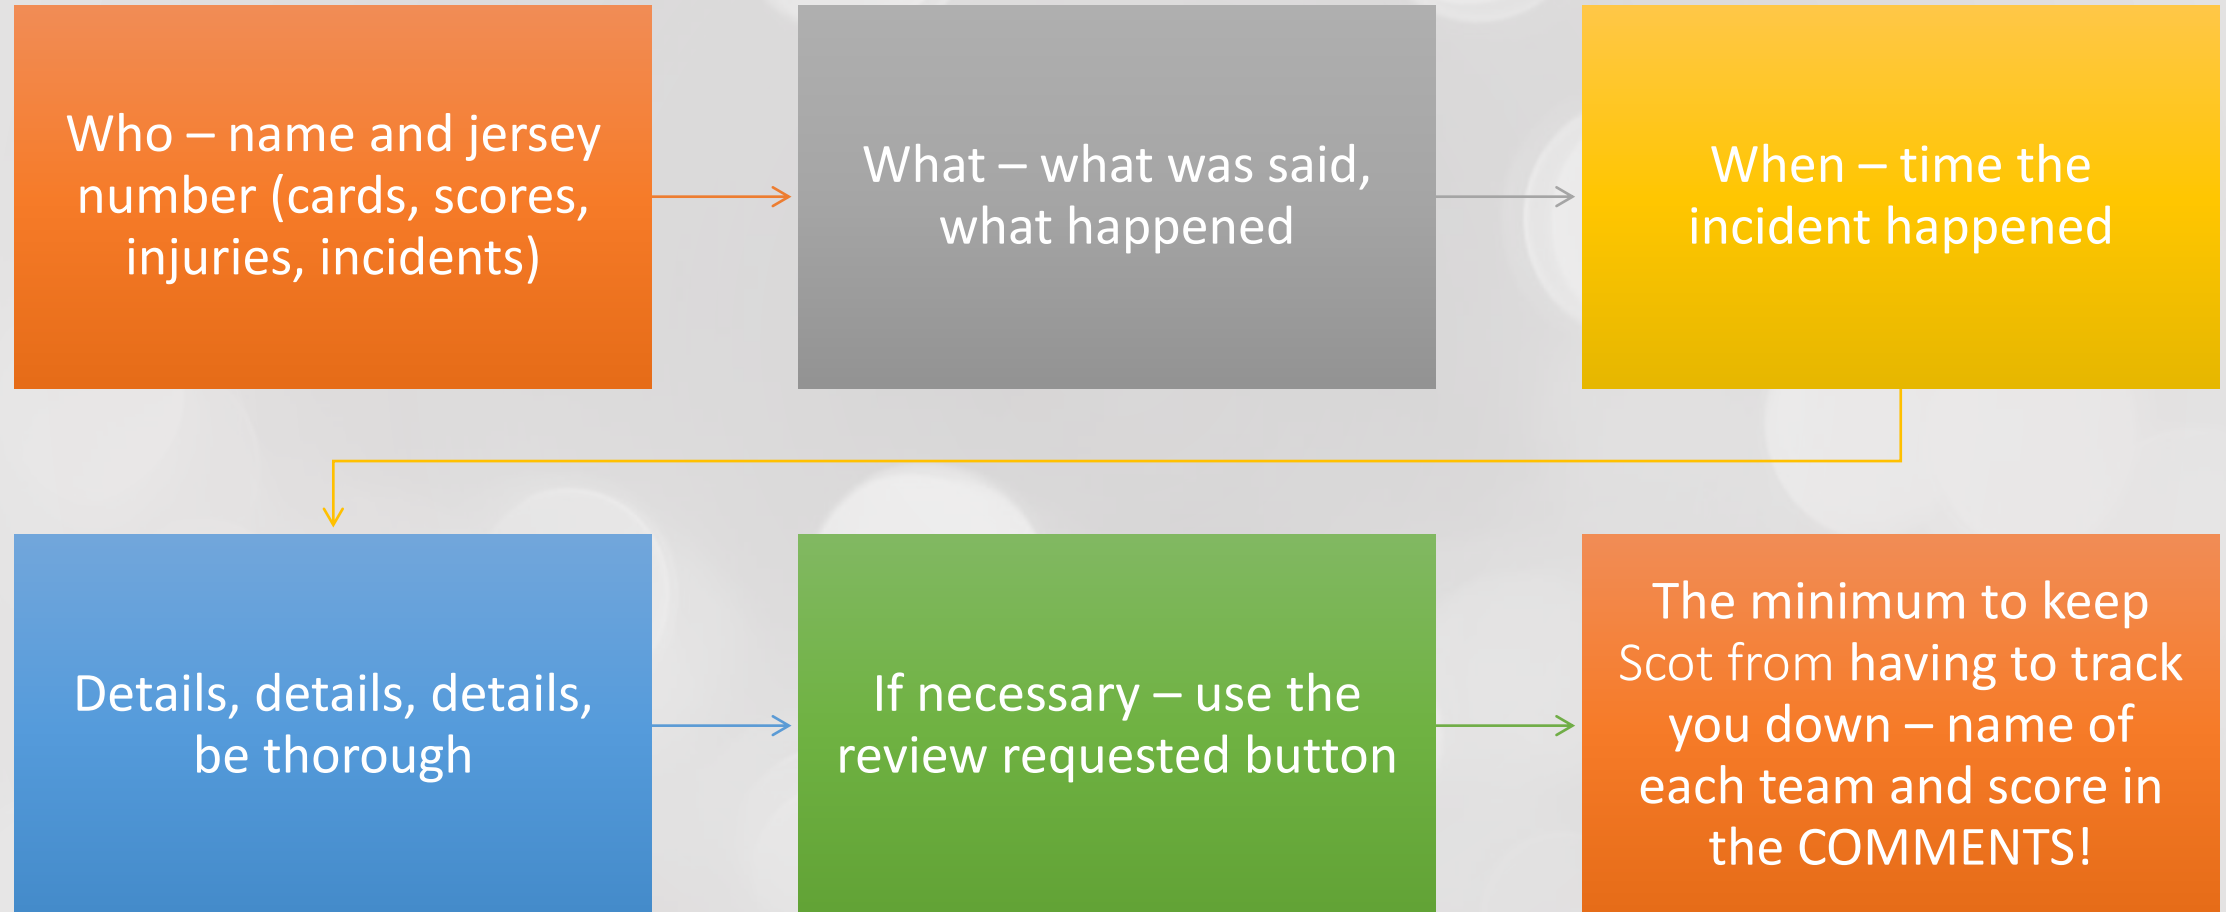 Who – name and jersey
number (cards, scores,
injuries, incidents)
What – what was said,
what happened
When – time the
incident happened
Details, details, details,
be thorough
If necessary – use the
review requested button
The minimum to keep
Scot from having to track
you down – name of
each team and score in
the COMMENTS!